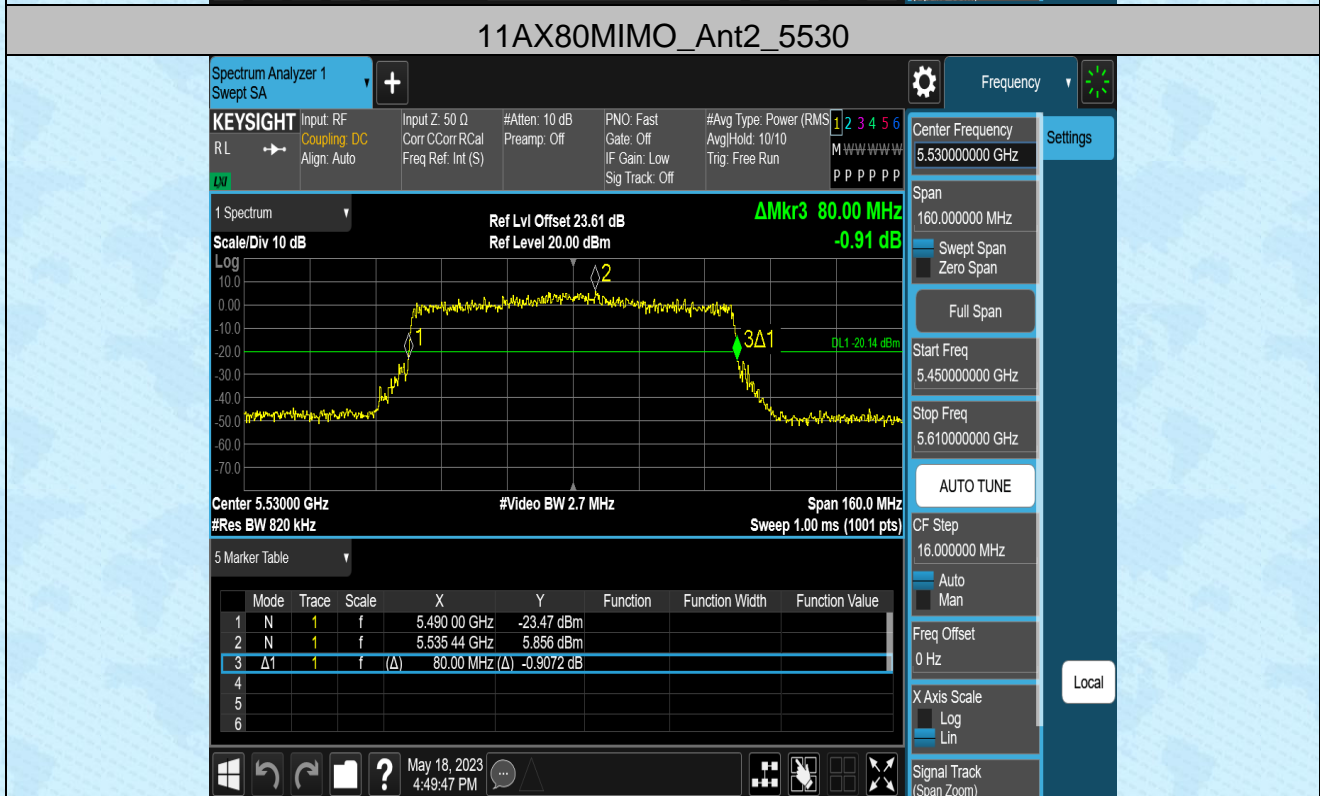 11AX80MIMO_Ant2_5530
Spectrum Analyzer 1
Swept SA
+
Frequency
KEYSIGHT
RL
LXI
Input: RF
Coupling: DC
Align: Auto
Input Z: 50 Ω
Corr CCorr RCal
Freq Ref: Int (S)
#Atten: 10 dB
Preamp: Off
PNO: Fast
Gate: Off
IF Gain: Low
Sig Track: Off
#Avg Type: Power (RMS
Avg|Hold: 10/10
Trig: Free Run
1 2 3 4 5 6
M W W W W W
P P P P P P
1 Spectrum
Scale/Div 10 dB
Ref Lvl Offset 23.61 dB
Ref Level 20.00 dBm
ΔMkr3 80.00 MHz
-0.91 dB
Log
10.0
0.00
-10.0
-20.0
-30.0
-40.0
-50.0
-60.0
-70.0
2
1
3Δ1
DL1 -20.14 dBm
Center 5.53000 GHz
#Video BW 2.7 MHz
Span 160.0 MHz
#Res BW 820 kHz
Sweep 1.00 ms (1001 pts)
5 Marker Table
Mode Trace Scale X Y Function Function Width Function Value
1 N 1 f 5.490 00 GHz -23.47 dBm
2 N 1 f 5.535 44 GHz 5.856 dBm
3 Δ1 1 f (Δ) 80.00 MHz (Δ) -0.9072 dB
4
5
6
?
May 18, 2023
4:49:47 PM
Center Frequency
5.530000000 GHz
Settings
Span
160.000000 MHz
Swept Span
Zero Span
Full Span
Start Freq
5.450000000 GHz
Stop Freq
5.610000000 GHz
AUTO TUNE
CF Step
16.000000 MHz
Auto
Man
Freq Offset
0 Hz
X Axis Scale
Log
Lin
Local
Signal Track
(Span Zoom)